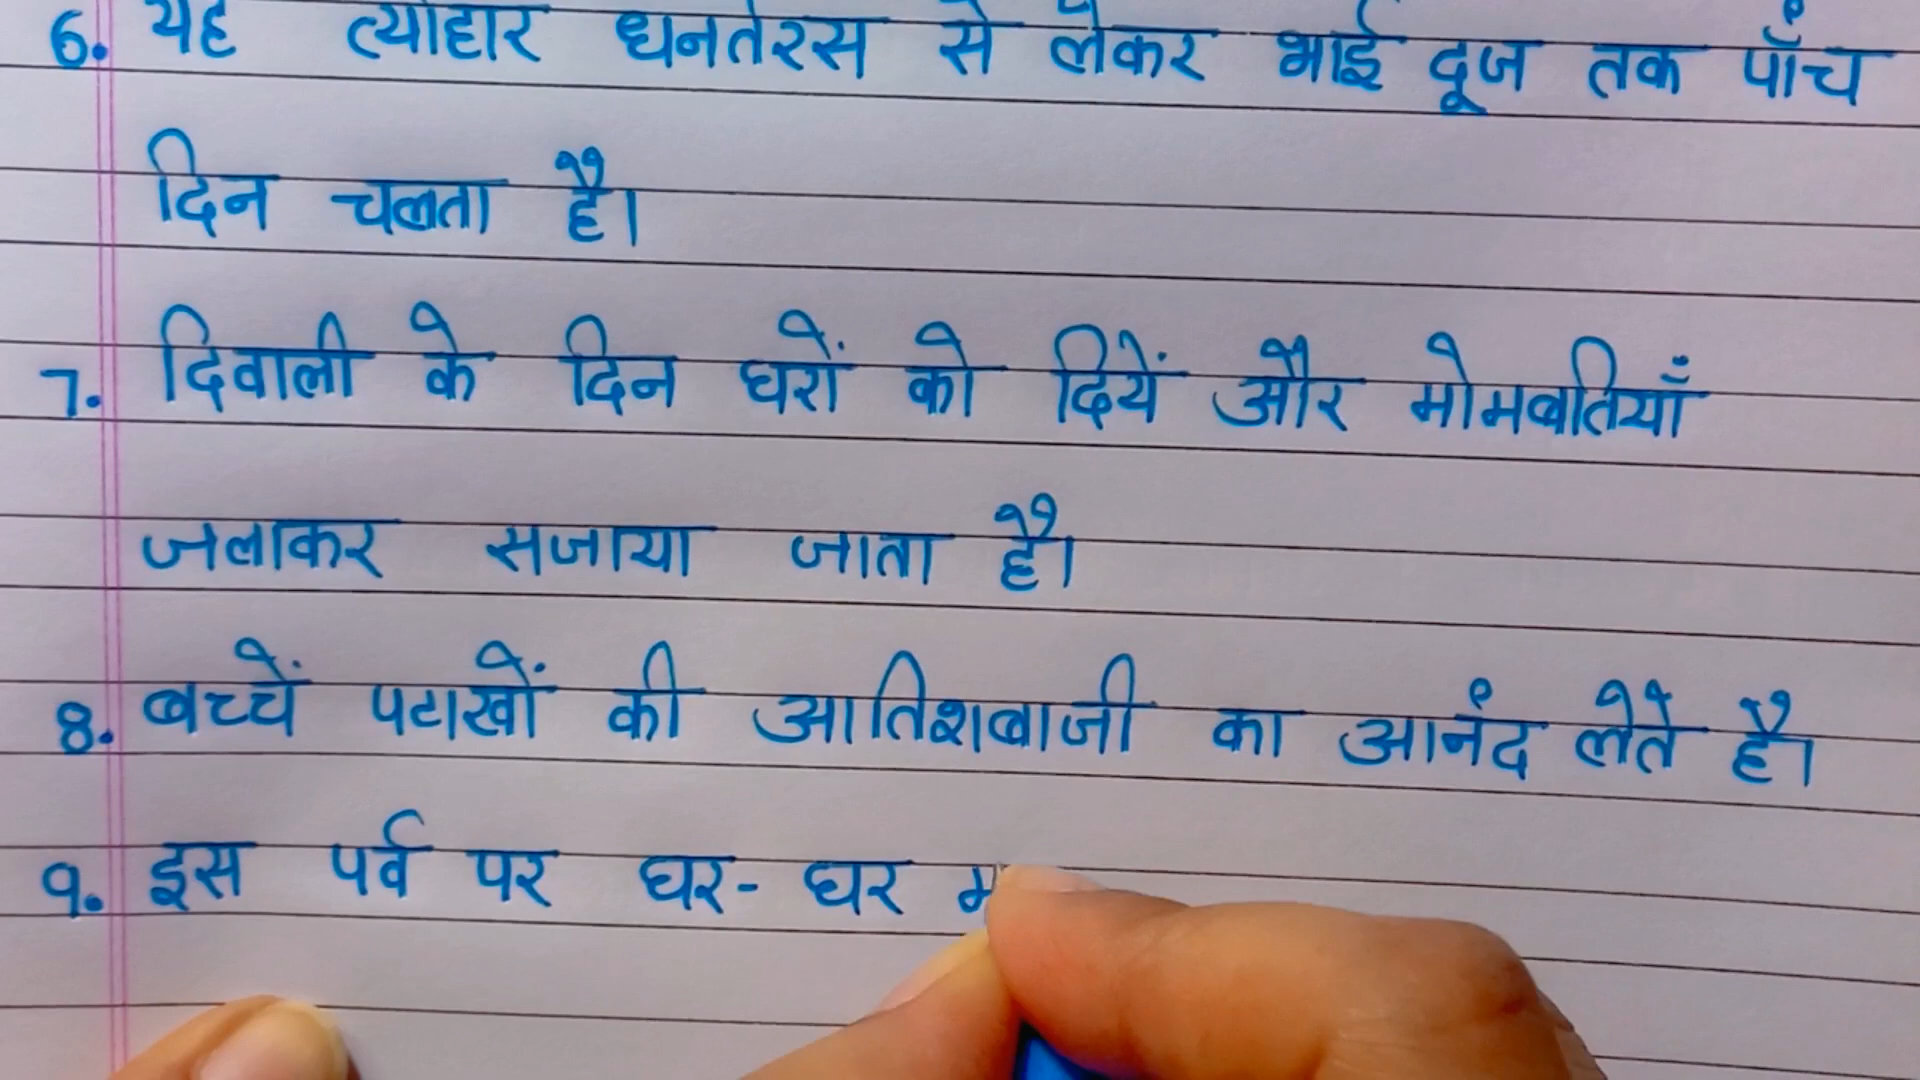 6. यह त्योहार धनतेरस से लेकर भाई दूज तक पाँच
दिन चलता है।
7. दिवाली के दिन घरों को दियें और मोमबतियाँ
जलाकर सजाया जाता है।
8. बच्चें पटाखों की आतिशबाजी का आनंद लेते है।
9. इस पर्व पर घर- घर